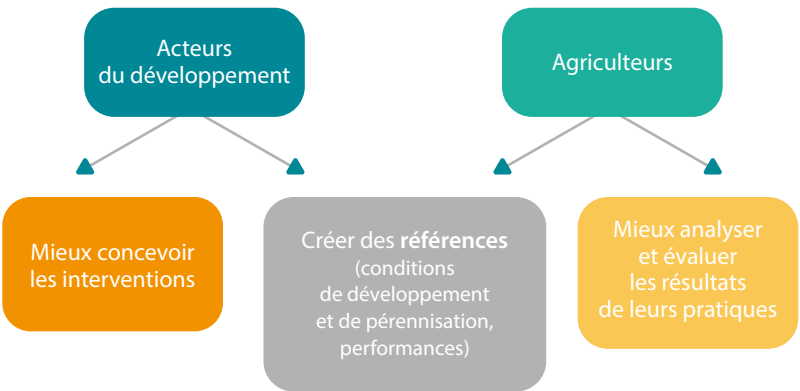 Acteurs
du développement
Agriculteurs
Mieux concevoir
les interventions
Créer des références
(conditions
de développement
et de pérennisation,
performances)
Mieux analyser
et évaluer
les résultats
de leurs pratiques